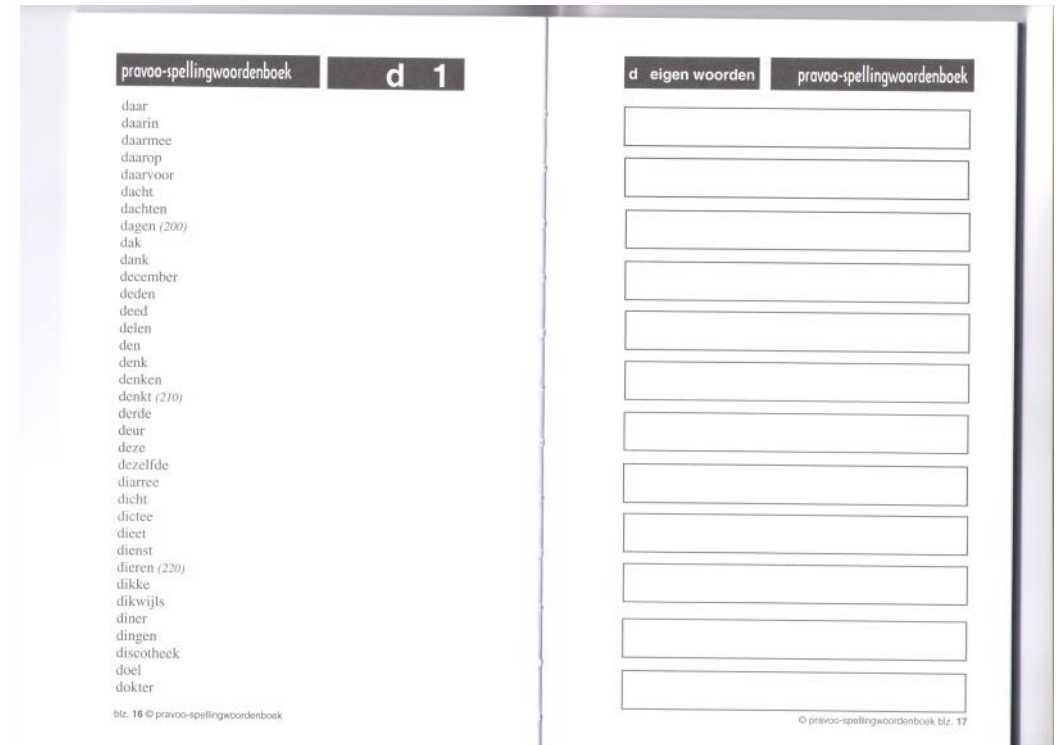 pravoo-spellingwoordenboek d 1
daar
daarin
daarmee
daarop
daarvoor
dacht
dachten
dagen (200)
dak
dank
december
deden
deed
delen
den
denk
denken
denkt (210)
derde
deur
deze
dezelfde
diarree
dicht
dictee
dieet
dienst
dieren (220)
dikke
dikwijls
diner
dingen
discotheek
doel
dokter
blz. 16 © pravoo-spellingwoordenboek
d eigen woorden pravoo-spellingwoordenboek
© pravoo-spellingwoordenboek blz. 17